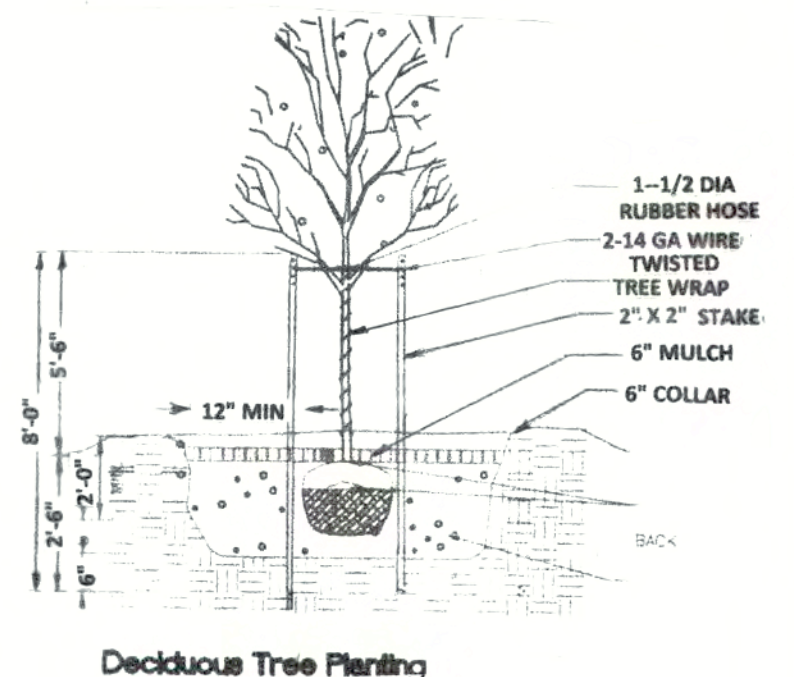 1--1/2 DIA
RUBBER HOSE
2-14 GA WIRE
TWISTED
TREE WRAP
2" X 2" STAKE
6" MULCH
6" COLLAR
12" MIN
5'-6"
8'-0"
2'-0"
2'-6"
6"
BACK
Deciduous Tree Planting